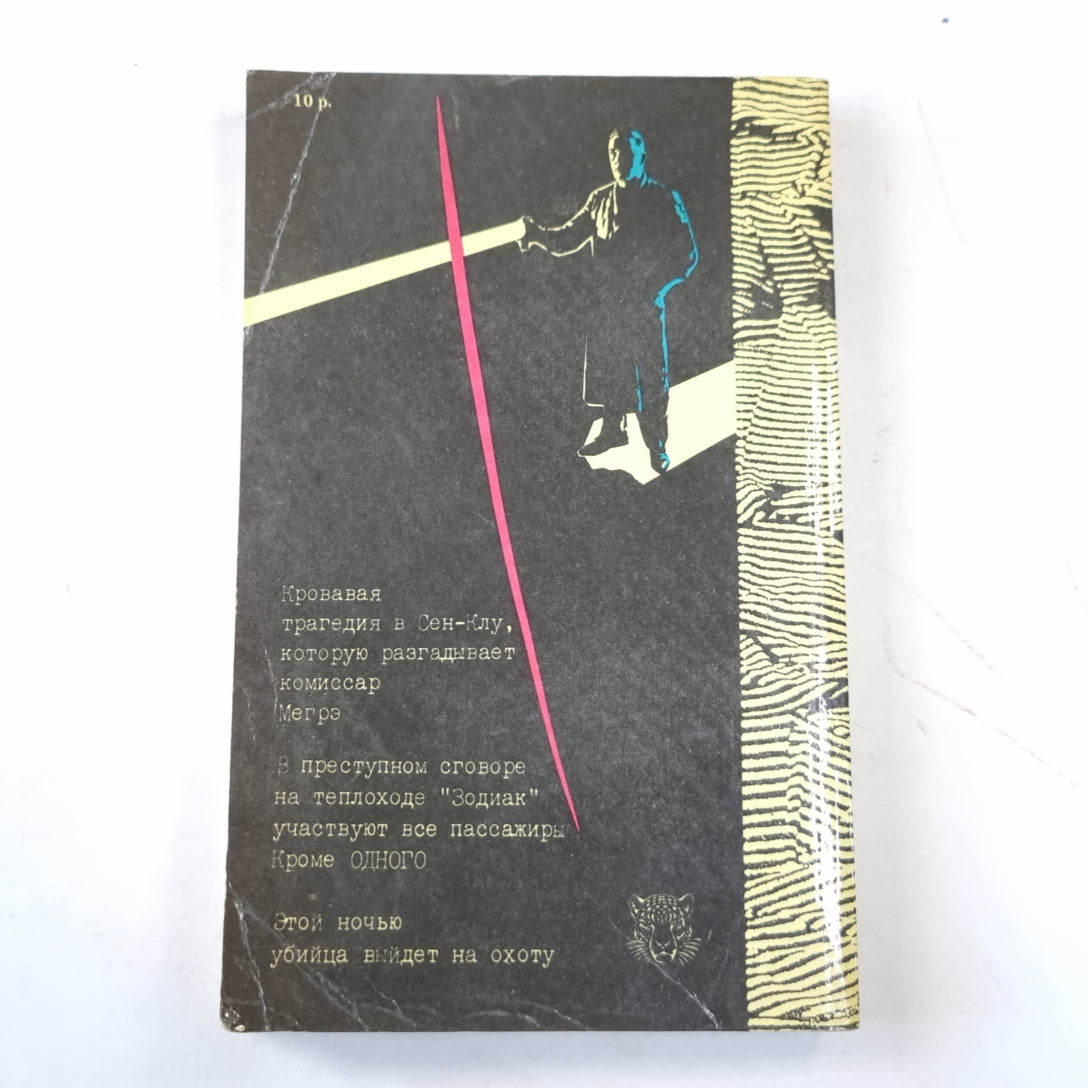 10 р.
Кровавая
трагедия в Сен-Клу,
которую разгадывает
комиссар
Мегрэ
В преступном сговоре
на теплоходе "Зодиак"
участвуют все пассажиры
Кроме ОДНОГО
Этой ночью
убийца выйдет на охоту